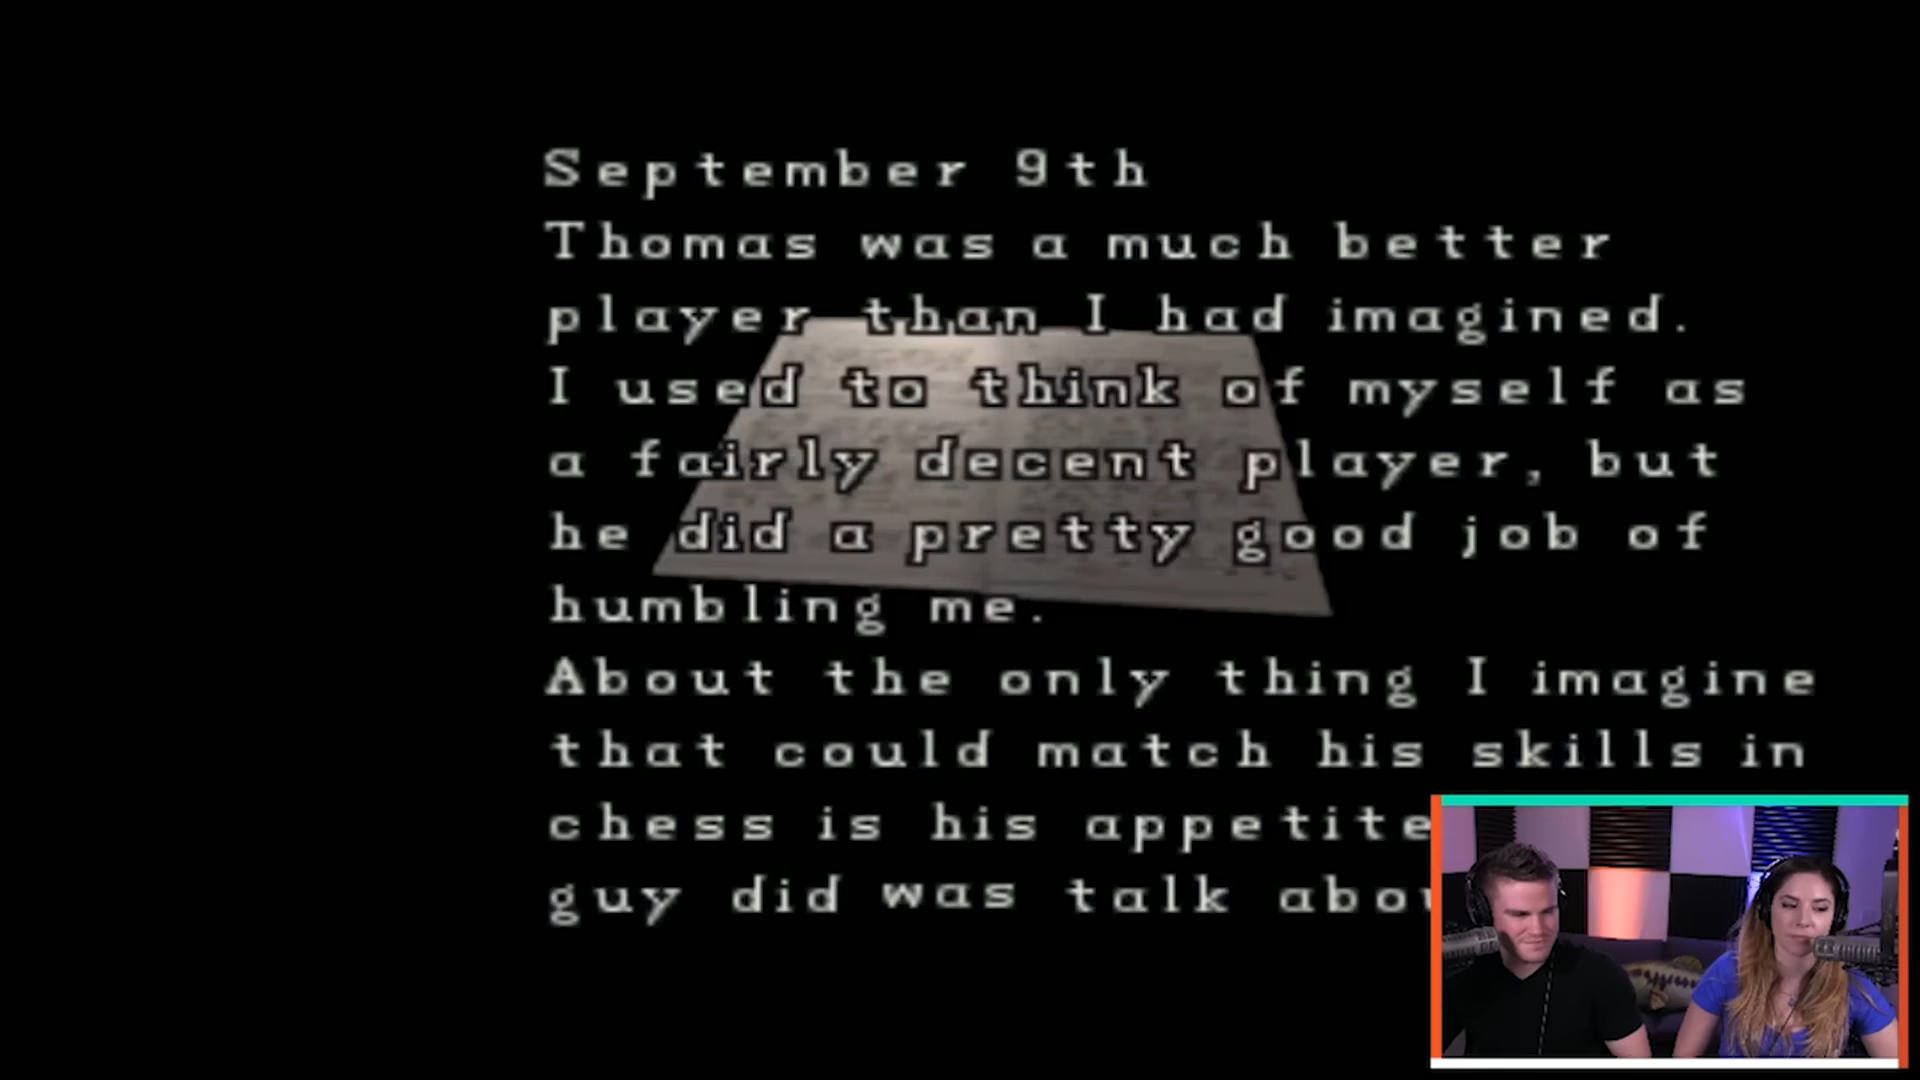 September 9th
Thomas was a much better
player than I had imagined.
I used to think of myself as
a fairly decent player, but
he did a pretty good job of
humbling me.
About the only thing I imagine
that could match his skills in
chess is his appetite
guy did was talk